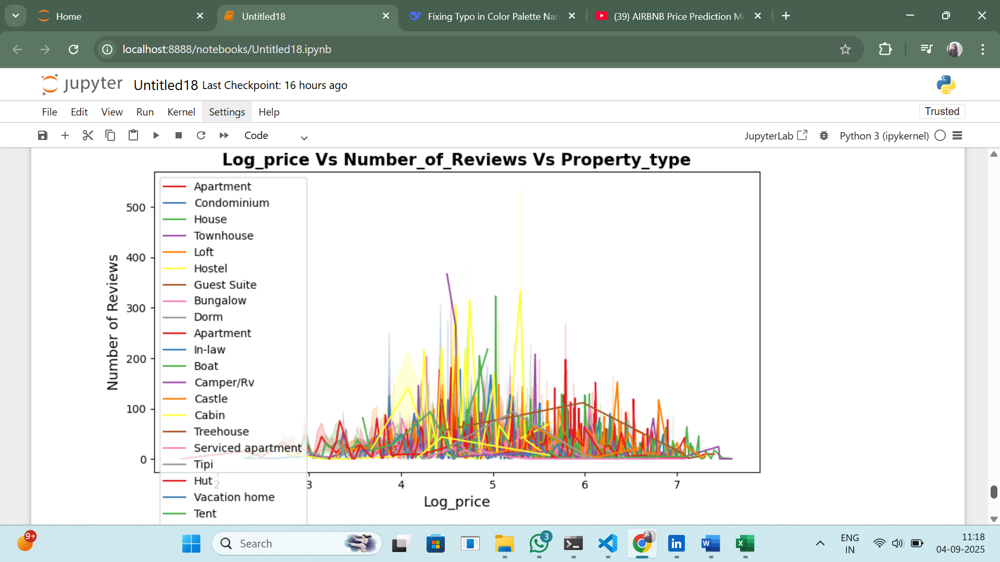 Home
Untitled18
Fixing Typo in Color Palette Nam
(39) AIRBNB Price Prediction Mo
localhost:8888/notebooks/Untitled18.ipynb
jupyter Untitled18 Last Checkpoint: 16 hours ago
File Edit View Run Kernel Settings Help Trusted
Code JupyterLab Python 3 (ipykernel)
Log_price Vs Number_of_Reviews Vs Property_type
Number of Reviews
500
400
300
200
100
0
Apartment
Condominium
House
Townhouse
Loft
Hostel
Guest Suite
Bungalow
Dorm
Apartment
In-law
Boat
Camper/Rv
Castle
Cabin
Treehouse
Serviced apartment
Tipi
Hut
Vacation home
Tent
2 3 4 5 6 7
Log_price
9+
Search
3
ENG
IN
11:18
04-09-2025